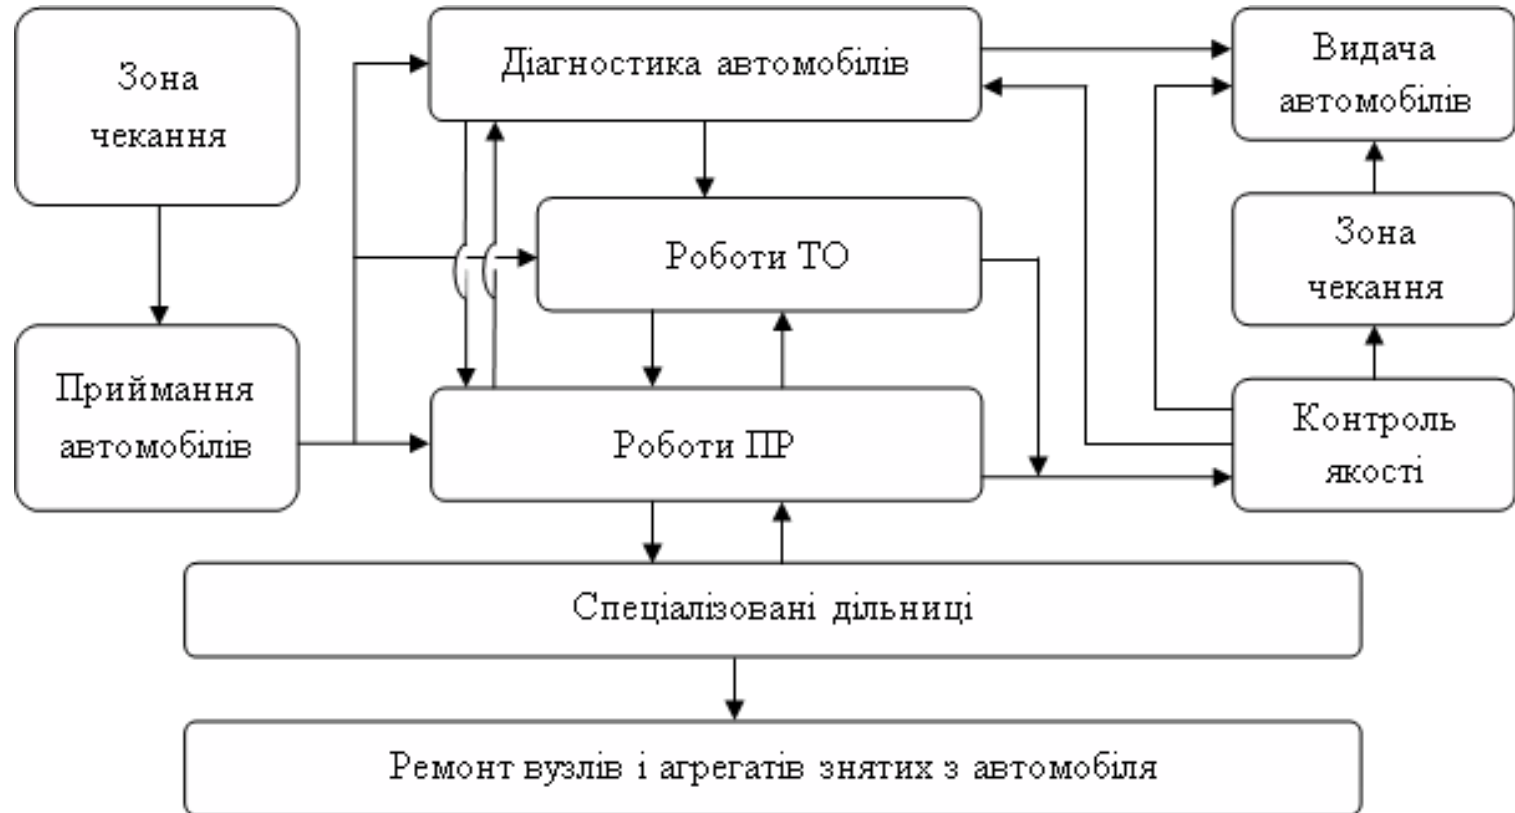 Зона
чекання
Діагностика автомобілів
Видача
автомобілів
Роботи ТО
Зона
чекання
Приймання
автомобілів
Роботи ПР
Контроль
якості
Спеціалізовані дільниці
Ремонт вузлів і агрегатів знятих з автомобіля